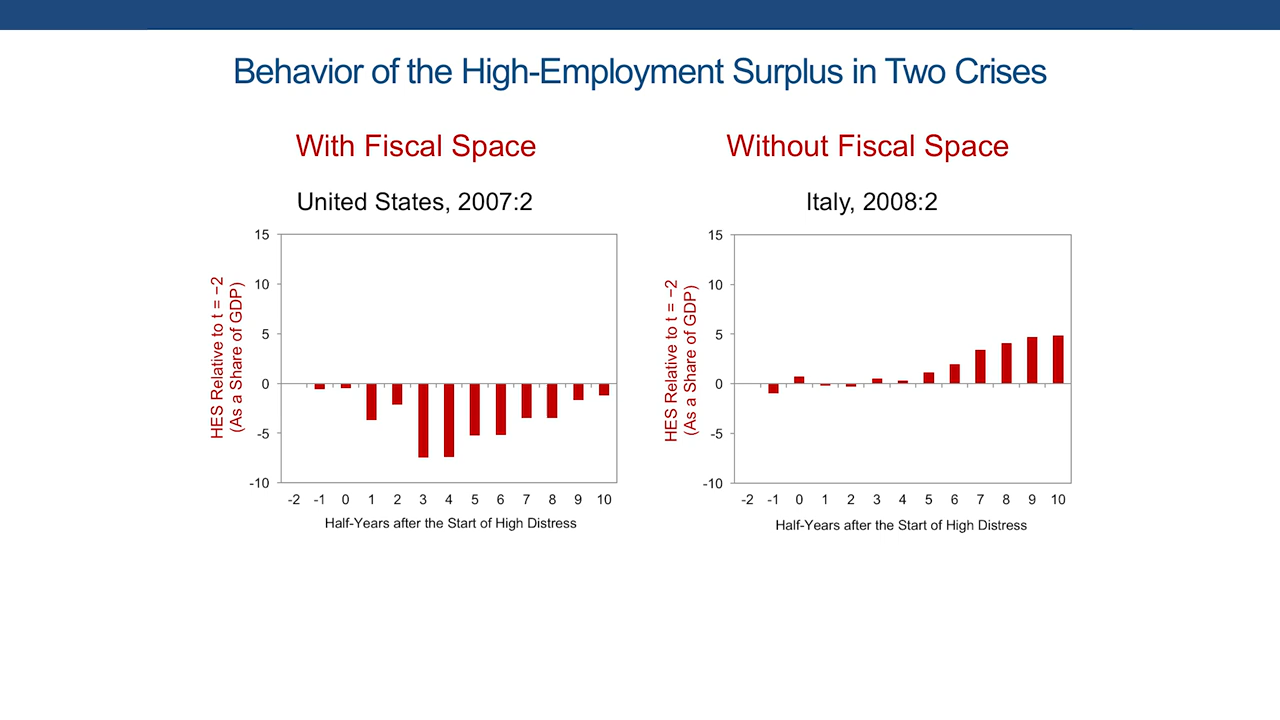 Behavior of the High-Employment Surplus in Two Crises
With Fiscal Space
United States, 2007:2
HES Relative to t = −2
(As a Share of GDP)
15
10
5
0
-5
-10
-2 -1 0 1 2 3 4 5 6 7 8 9 10
Half-Years after the Start of High Distress
Without Fiscal Space
Italy, 2008:2
HES Relative to t = −2
(As a Share of GDP)
15
10
5
0
-5
-10
-2 -1 0 1 2 3 4 5 6 7 8 9 10
Half-Years after the Start of High Distress